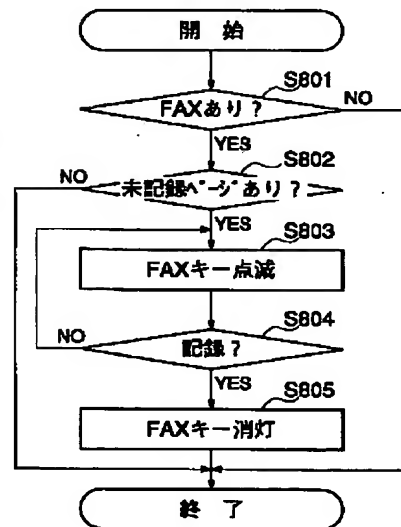 開 始
S801
FAXあり?
NO
YES
S802
NO
未記録ページあり?
YES
S803
FAXキー点滅
S804
NO
記録?
YES
S805
FAXキー消灯
終 了